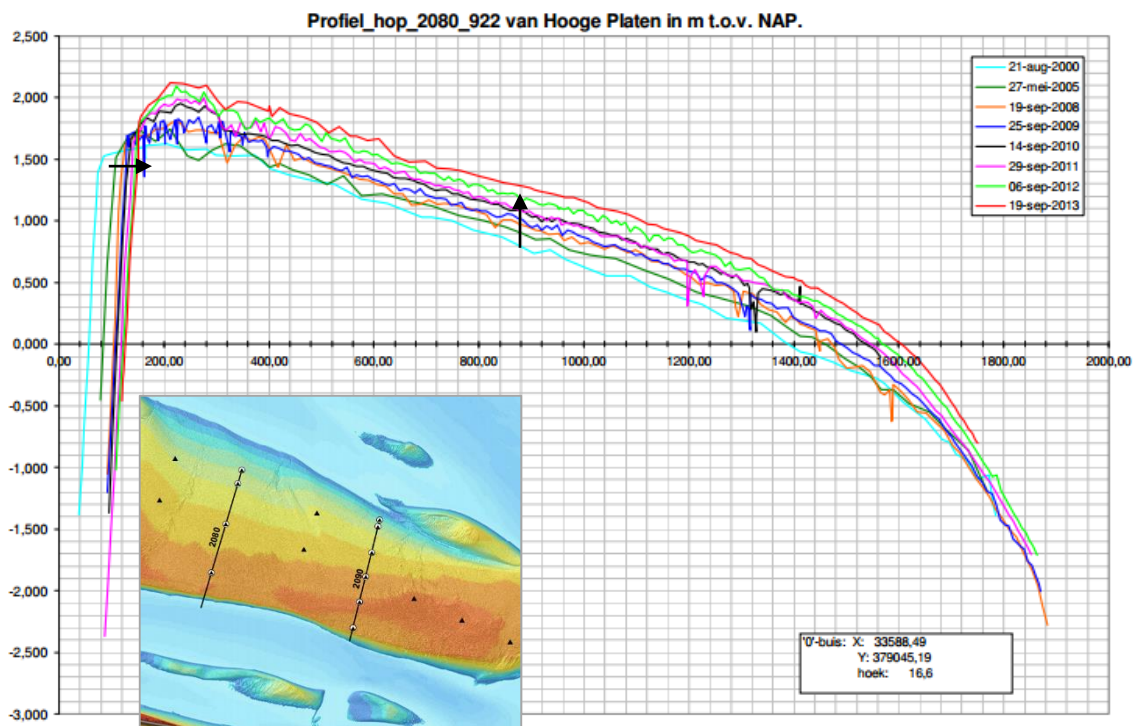 Profiel_hop_2080_922 van Hooge Platen in m t.o.v. NAP.
2,500
2,000
1,500
1,000
0,500
0,000
-0,500
-1,000
-1,500
-2,000
-2,500
-3,000
0,00 200,00 400,00 600,00 800,00 1000,00 1200,00 1400,00 1600,00 1800,00 2000,00
21-aug-2000
27-mei-2005
19-sep-2008
25-sep-2009
14-sep-2010
29-sep-2011
06-sep-2012
19-sep-2013
2080
2090
'0'-buis: X: 33588,49
Y: 379045,19
hoek: 16,6